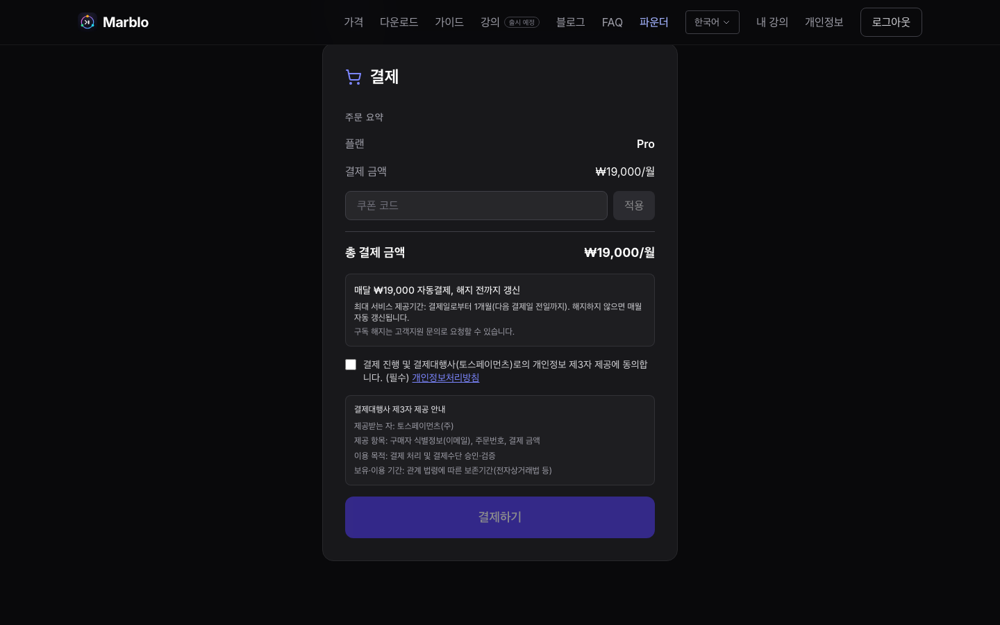 Marblo
가격 다운로드 가이드 강의 출시 예정 블로그 FAQ 파운더 한국어 내 강의 개인정보 로그아웃
결제
주문 요약
플랜 Pro
결제 금액 ₩19,000/월
쿠폰 코드 적용
총 결제 금액 ₩19,000/월
매달 ₩19,000 자동결제, 해지 전까지 갱신
최대 서비스 제공기간: 결제일로부터 1개월(다음 결제일 전일까지). 해지하지 않으면 매월
자동 갱신됩니다.
구독 해지는 고객지원 문의로 요청할 수 있습니다.
결제 진행 및 결제대행사(토스페이먼츠)로의 개인정보 제3자 제공에 동의합
니다. (필수) 개인정보처리방침
결제대행사 제3자 제공 안내
제공받는 자: 토스페이먼츠(주)
제공 항목: 구매자 식별정보(이메일), 주문번호, 결제 금액
이용 목적: 결제 처리 및 결제수단 승인·검증
보유·이용 기간: 관계 법령에 따른 보존기간(전자상거래법 등)
결제하기